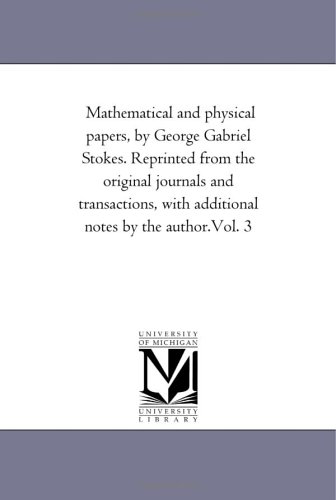 Mathematical and physical
papers, by George Gabriel
Stokes. Reprinted from the
original journals and
transactions, with additional
notes by the author.Vol. 3
UNIVERSITY
OF MICHIGAN
M
UNIVERSITY
LIBRARY